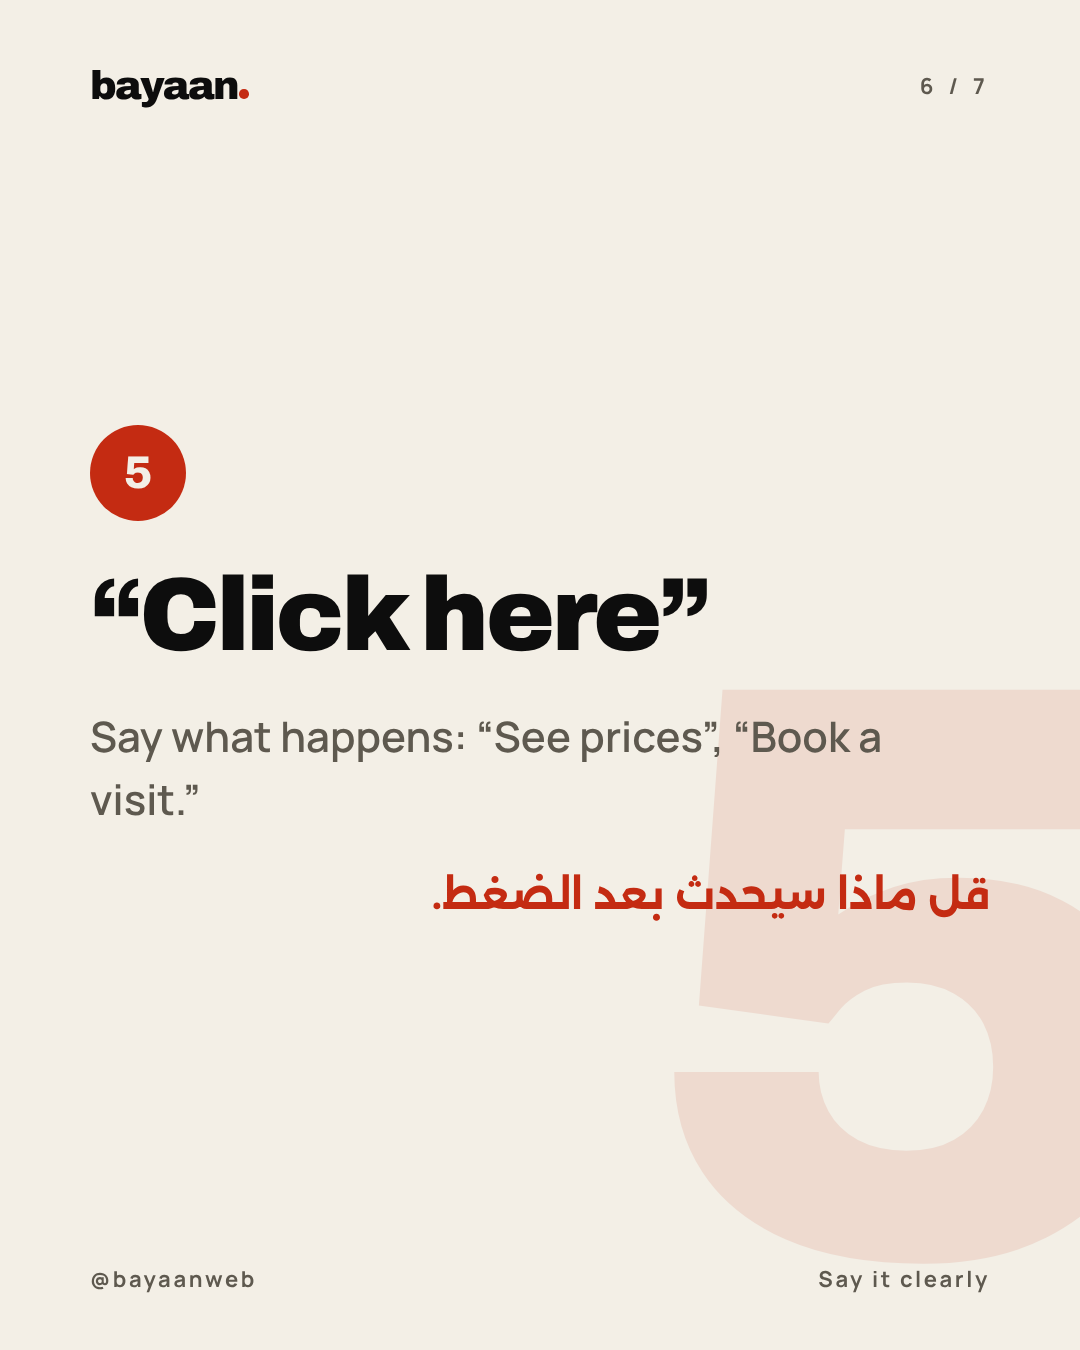 bayaan.
6 / 7
5
“Click here”
Say what happens: “See prices”, “Book a
visit.”
قل ماذا سيحدث بعد الضغط.
5
@bayaanweb
Say it clearly